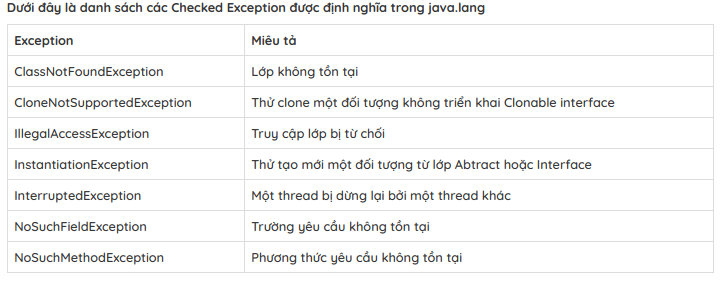 Dưới đây là danh sách các Checked Exception được định nghĩa trong java.lang
Exception Miêu tả
ClassNotFoundException Lớp không tồn tại
CloneNotSupportedException Thử clone một đối tượng không triển khai Clonable interface
IllegalAccessException Truy cập lớp bị từ chối
InstantiationException Thử tạo mới một đối tượng từ lớp Abtract hoặc Interface
InterruptedException Một thread bị dừng lại bởi một thread khác
NoSuchFieldException Trường yêu cầu không tồn tại
NoSuchMethodException Phương thức yêu cầu không tồn tại